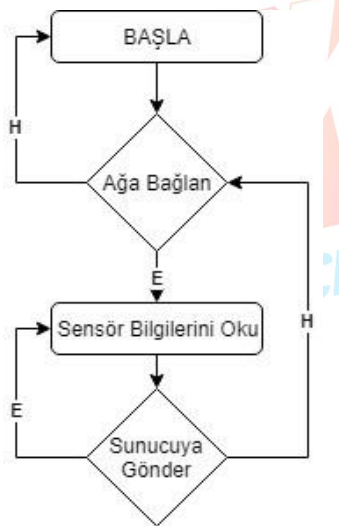 BAŞLA
H
Ağa Bağlan
E
Sensör Bilgilerini Oku
H
E
Sunucuya
Gönder